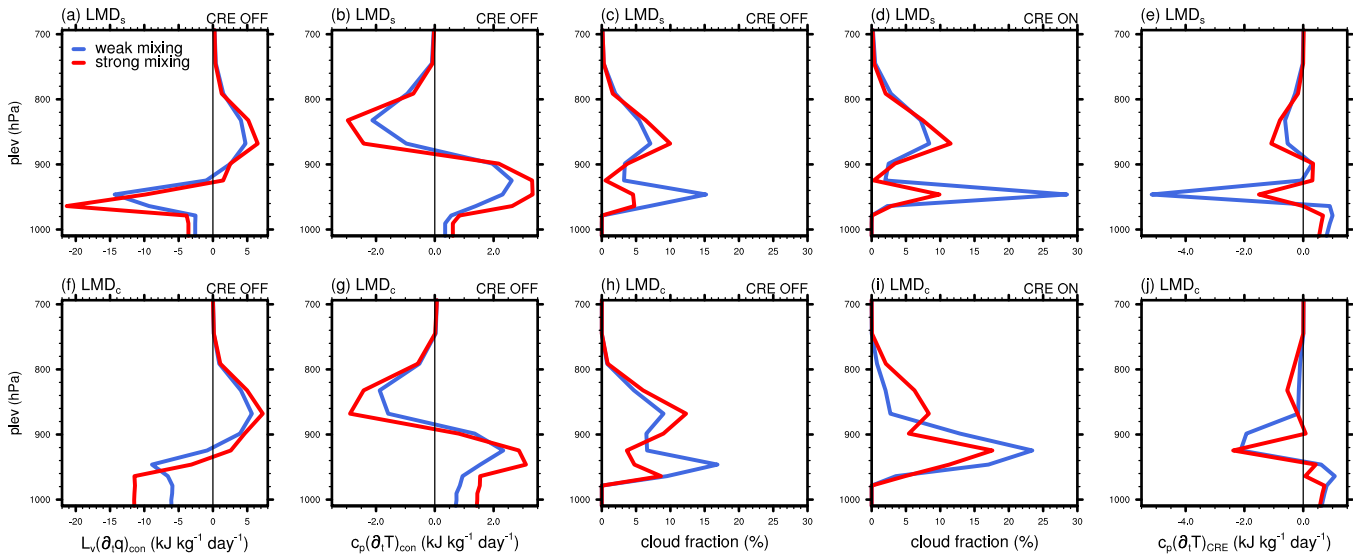 (a) LMDs CRE OFF
(b) LMDs CRE OFF
(c) LMDs CRE OFF
(d) LMDs CRE ON
(e) LMDs
weak mixing
strong mixing
plev (hPa)
700
800
900
1000
-20 -15 -10 -5 0 5
-2.0 0.0 2.0
0 5 10 15 20 25 30
0 5 10 15 20 25 30
-4.0 -2.0 0.0
(f) LMDc CRE OFF
(g) LMDc CRE OFF
(h) LMDc CRE OFF
(i) LMDc CRE ON
(j) LMDc
plev (hPa)
700
800
900
1000
-20 -15 -10 -5 0 5
-2.0 0.0 2.0
0 5 10 15 20 25 30
0 5 10 15 20 25 30
-4.0 -2.0 0.0
Lv(∂tq)con (kJ kg⁻¹ day⁻¹)
cp(∂tT)con (kJ kg⁻¹ day⁻¹)
cloud fraction (%)
cloud fraction (%)
cp(∂tT)CRE (kJ kg⁻¹ day⁻¹)